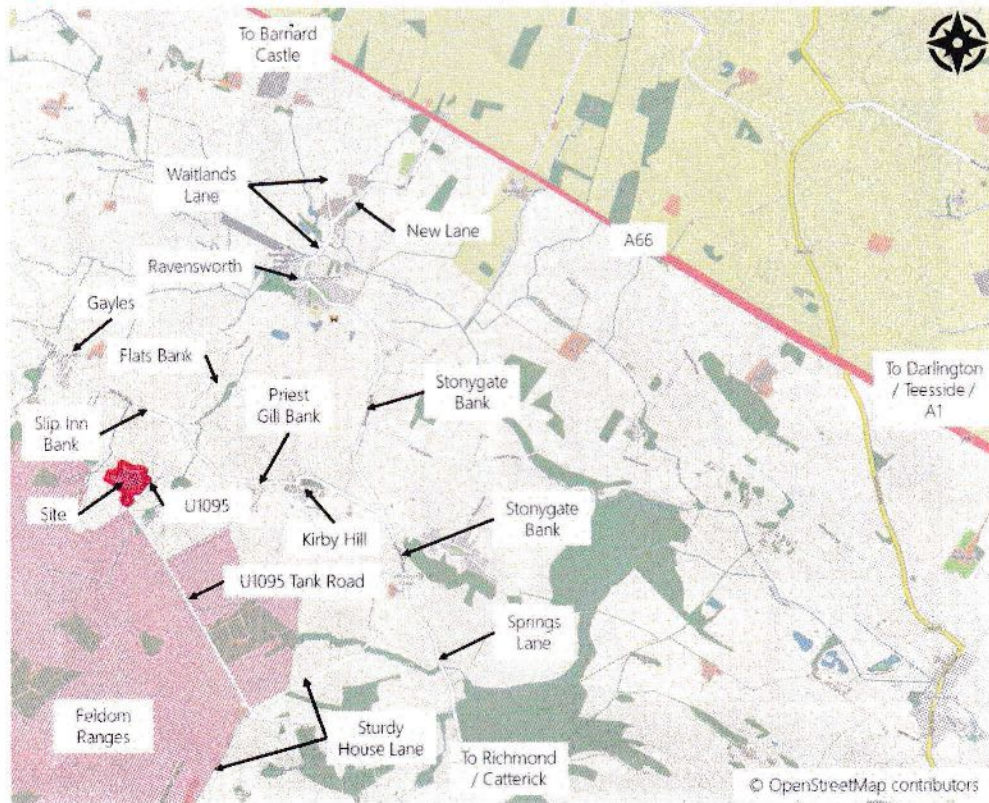 To Barnard
Castle
Waitlands
Lane
New Lane
A66
Ravensworth
Gayles
Flats Bank
To Darlington
/ Teesside /
A1
Priest
Gill Bank
Stonygate
Bank
Slip Inn
Bank
Site
U1095
Kirby Hill
Stonygate
Bank
U1095 Tank Road
Springs
Lane
Feldom
Ranges
Sturdy
House Lane
To Richmond
/ Catterick
© OpenStreetMap contributors